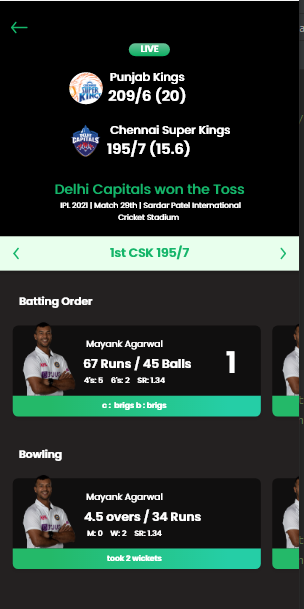 LIVE
Punjab Kings
209/6 (20)
Chennai Super Kings
195/7 (15.6)
Delhi Capitals won the Toss
IPL 2021 | Match 29th | Sardar Patel International
Cricket Stadium
1st CSK 195/7
Batting Order
Mayank Agarwal
67 Runs / 45 Balls
1
4's: 5 6's: 2 SR: 1.34
c : brigs b : brigs
Bowling
Mayank Agarwal
4.5 overs / 34 Runs
M: 0 W: 2 SR: 1.34
took 2 wickets